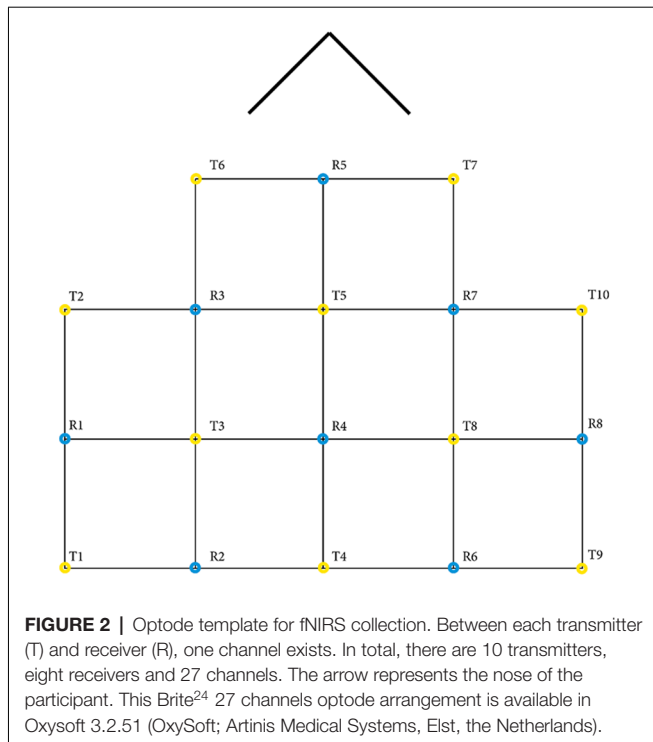 T6 R5 T7
T2 R3 T5 R7 T10
R1 T3 R4 T8 R8
T1 R2 T4 R6 T9
FIGURE 2 | Optode template for fNIRS collection. Between each transmitter
(T) and receiver (R), one channel exists. In total, there are 10 transmitters,
eight receivers and 27 channels. The arrow represents the nose of the
participant. This Brite²⁴ 27 channels optode arrangement is available in
Oxysoft 3.2.51 (OxySoft; Artinis Medical Systems, Elst, the Netherlands).